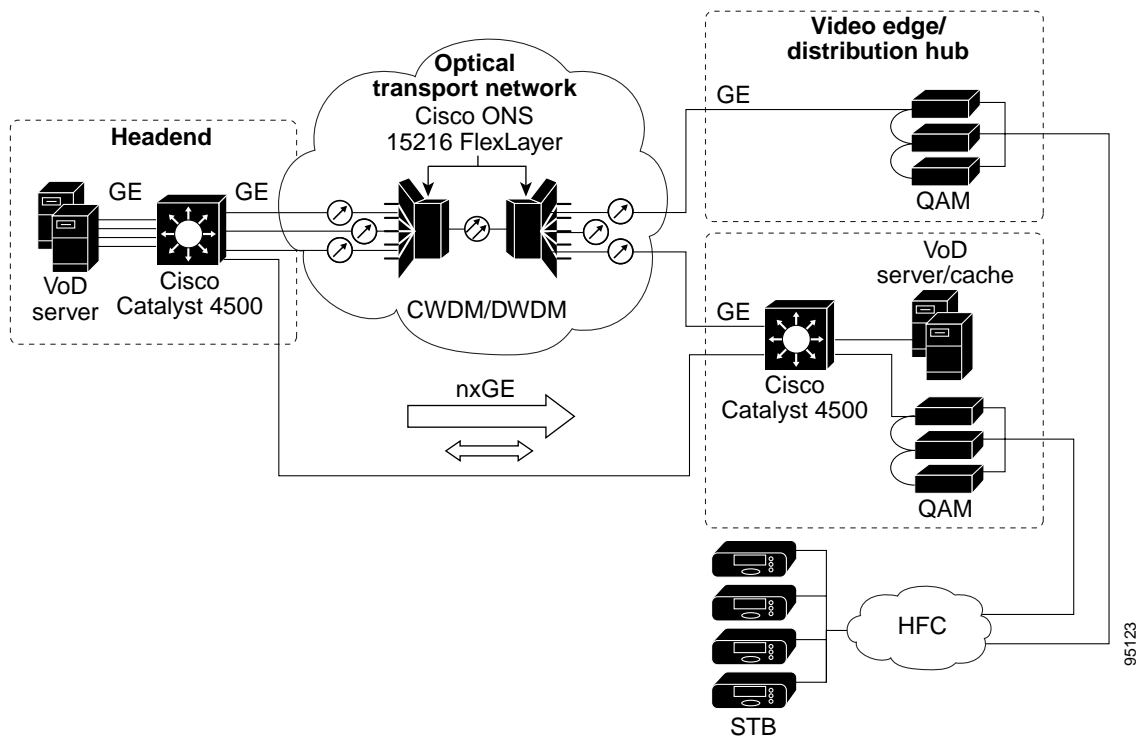 Headend
GE
GE
VoD
server
Cisco
Catalyst 4500
Optical
transport network
Cisco ONS
15216 FlexLayer
CWDM/DWDM
nxGE
Video edge/
distribution hub
GE
QAM
VoD
server/cache
GE
Cisco
Catalyst 4500
QAM
HFC
STB
95123